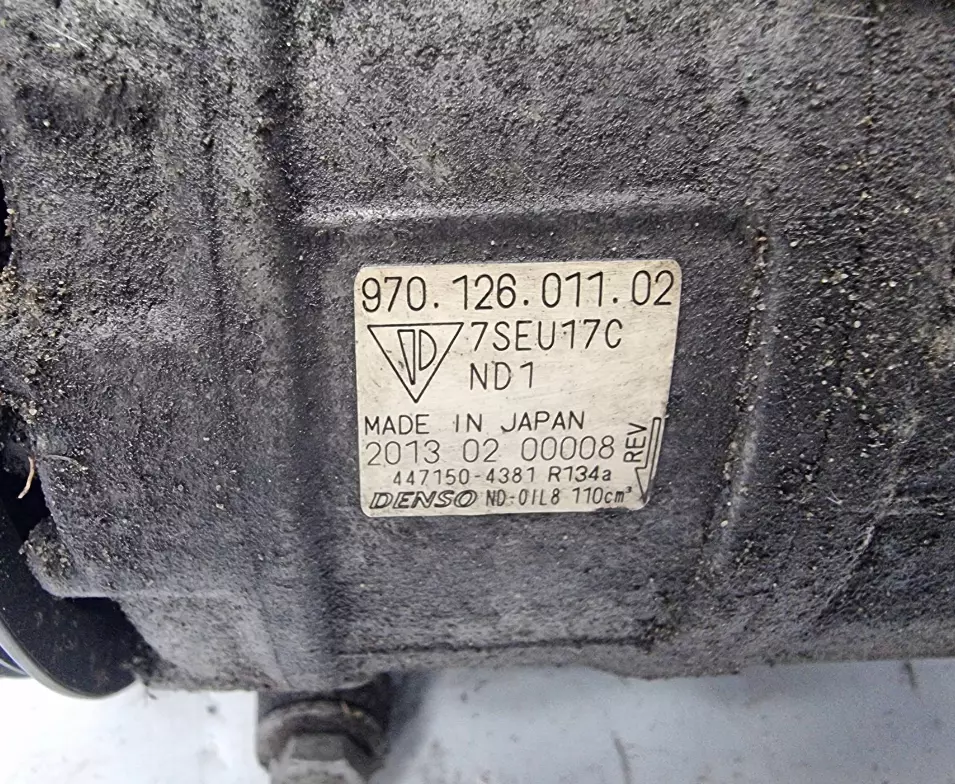 970.126.011.02
ND 7SEU17C
ND1
MADE IN JAPAN
2013 02 00008
447150-4381 R134a
DENSO ND-OIL8 110cm³
REV